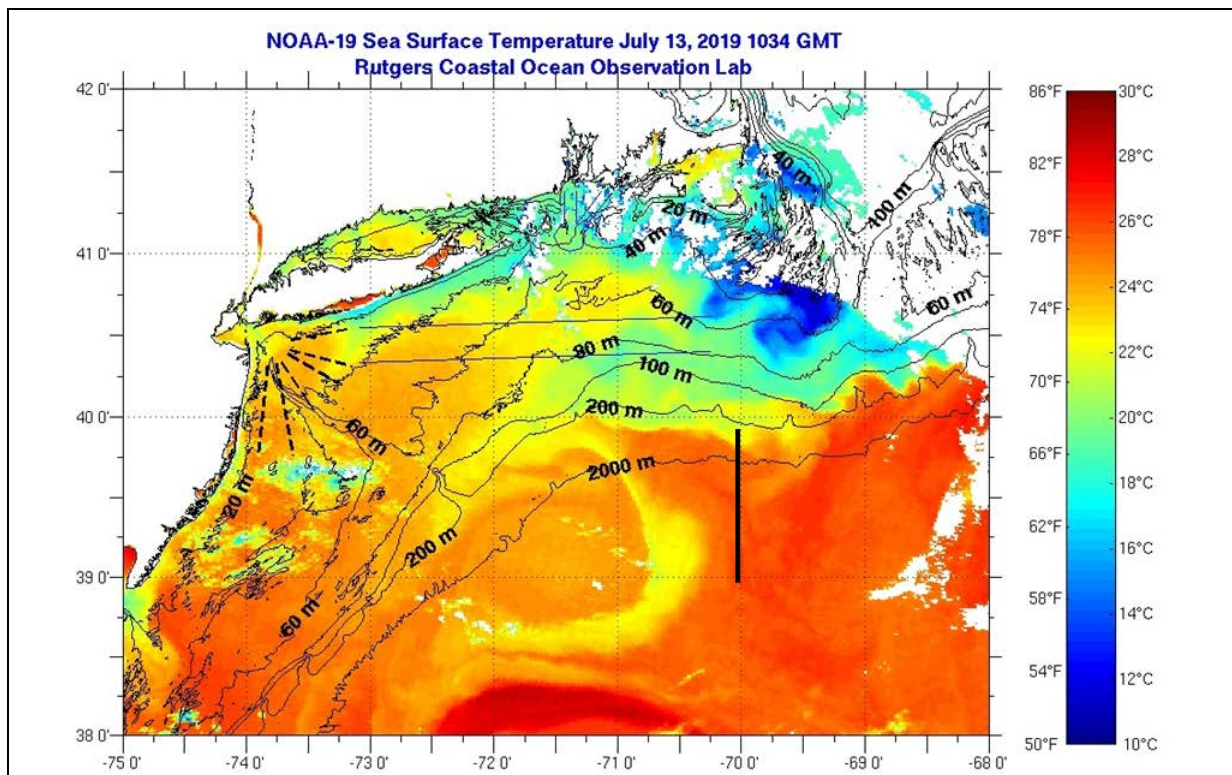 NOAA-19 Sea Surface Temperature July 13, 2019 1034 GMT
Rutgers Coastal Ocean Observation Lab
42 0'
41 0'
40 0'
39 0'
38 0'
-75 0'
-74 0'
-73 0'
-72 0'
-71 0'
-70 0'
-69 0'
-68 0'
40 m
20 m
40 m
100 m
60 m
60 m
80 m
100 m
200 m
60 m
2000 m
20 m
200 m
60 m
86°F
82°F
78°F
74°F
70°F
66°F
62°F
58°F
54°F
50°F
30°C
28°C
26°C
24°C
22°C
20°C
18°C
16°C
14°C
12°C
10°C